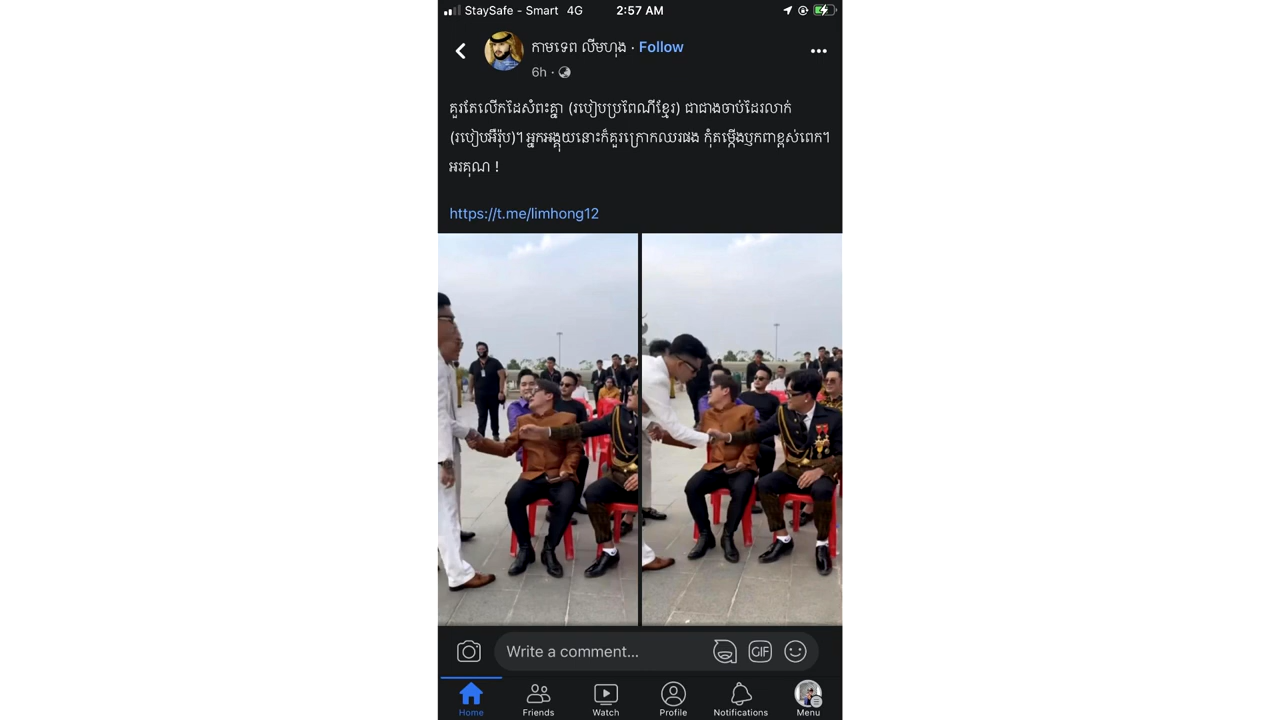 StaySafe - Smart 4G 2:57 AM
កាមទេព លីមហុង · Follow
6h ·
គួរតែលើកដៃសំពះគ្នា (របៀបប្រពៃណីខ្មែរ) ជាជាងចាប់ដៃរលាក់
(របៀបអឺរ៉ុប)។ អ្នកអង្គុយនោះក៏គួរក្រោកឈរផង កុំតម្កើងឫកពាខ្ពស់ពេក។
អរគុណ !
https://t.me/limhong12
Write a comment...
GIF
Home Friends Watch Profile Notifications Menu